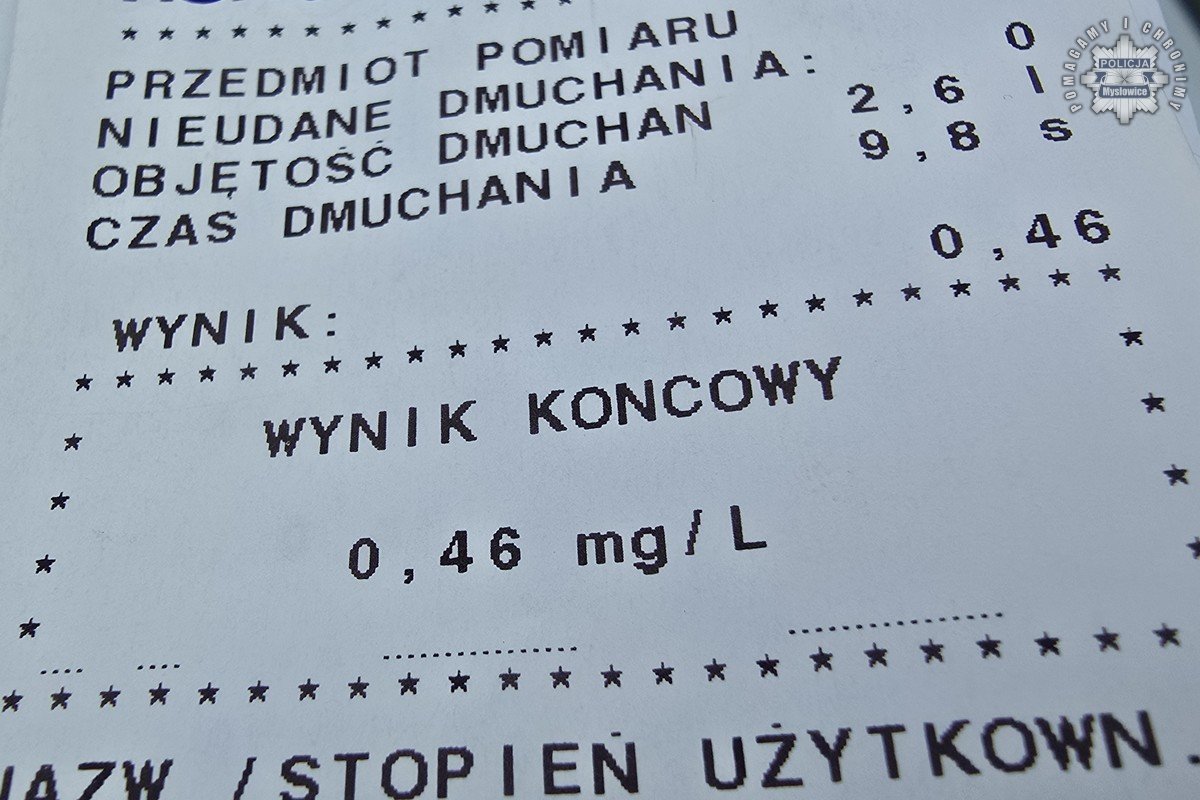 * * * * * * * * * * * *
PRZEDMIOT POMIARU
NIEUDANE DMUCHANIA: 0
OBJĘTOŚĆ DMUCHAN 2,6 l
CZAS DMUCHANIA 9,8 s
WYNIK: 0,46
* * * * * * * * * * * * * * * * * * * * * * *
WYNIK KONCOWY
0,46 mg/L
* * * * * * * * * * * * * * * * * * * * * * *
NAZW /STOPIEŃ UŻYTKOWN.
POMAGAMY I CHRONIMY
POLICJA
Mysłowice